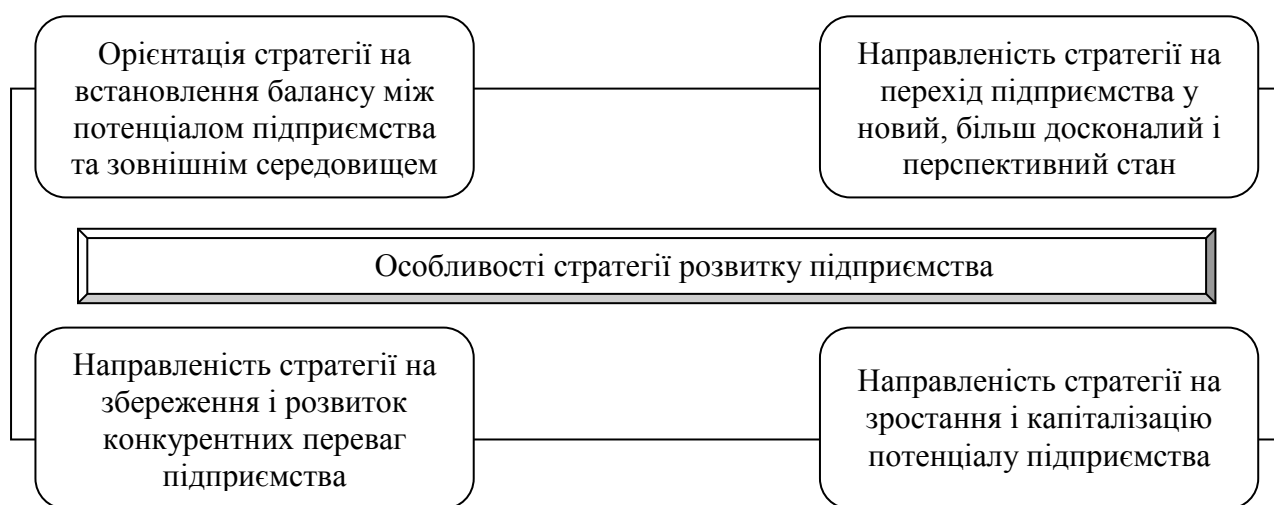 Орієнтація стратегії на
встановлення балансу між
потенціалом підприємства
та зовнішнім середовищем
Направленість стратегії на
перехід підприємства у
новий, більш досконалий і
перспективний стан
Особливості стратегії розвитку підприємства
Направленість стратегії на
збереження і розвиток
конкурентних переваг
підприємства
Направленість стратегії на
зростання і капіталізацію
потенціалу підприємства